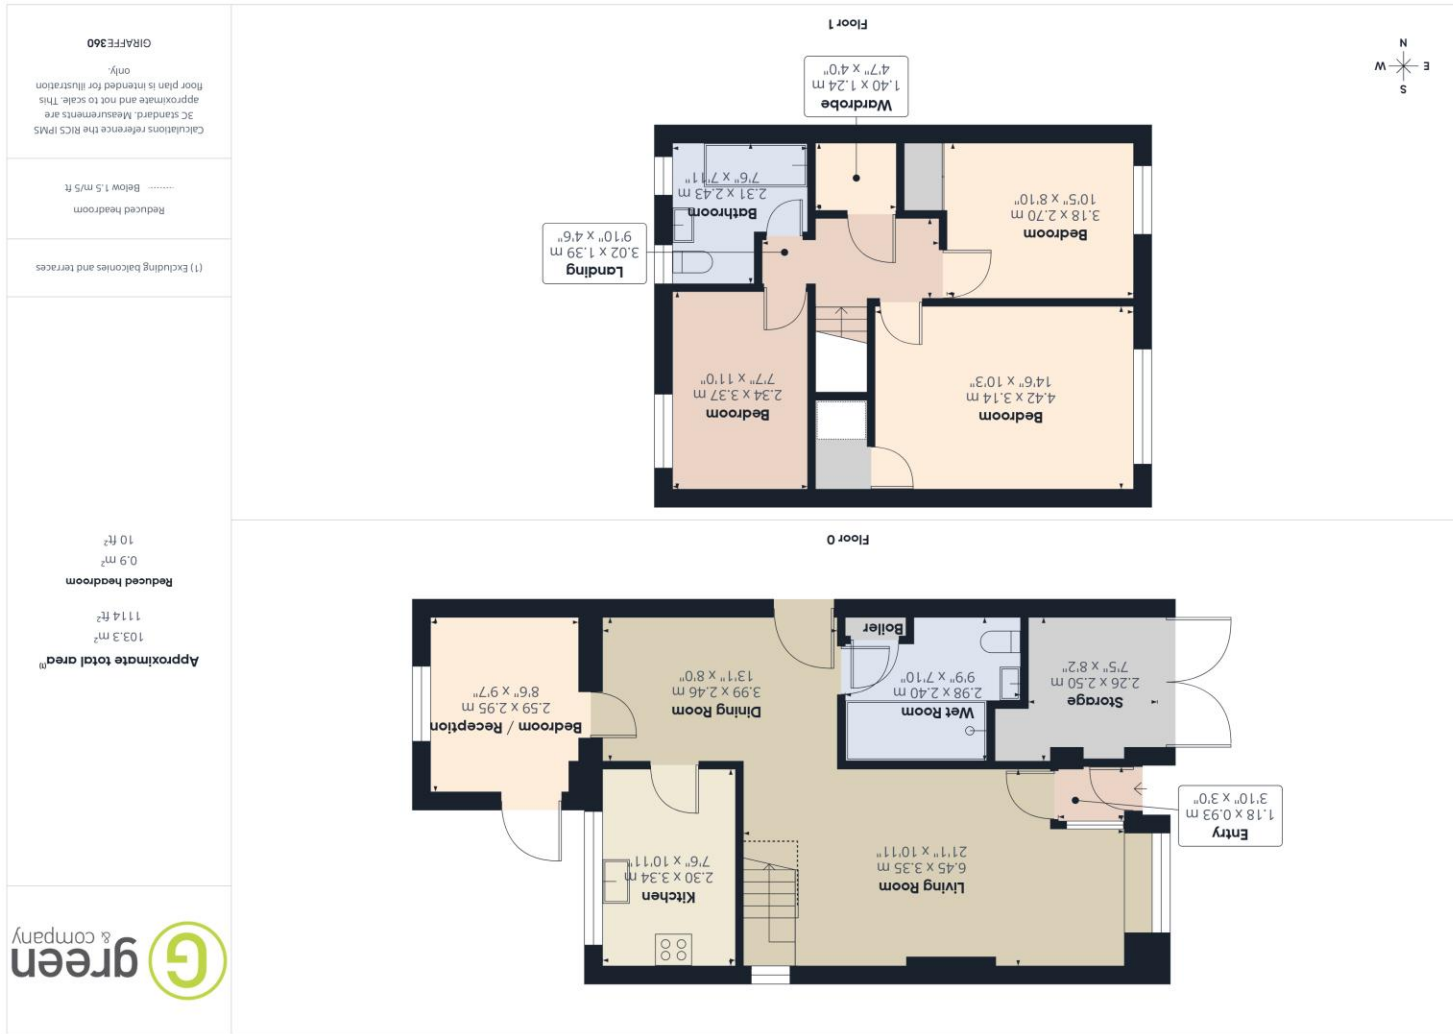 green
& company
G
Floor 0
Entry
1.18 x 0.93 m
3'10" x 3'0"
Living Room
6.45 x 3.35 m
21'1" x 10'11"
Kitchen
2.30 x 3.34 m
7'6" x 10'11"
Storage
2.26 x 2.50 m
7'5" x 8'2"
Wet Room
2.98 x 2.40 m
9'9" x 7'10"
Boiler
Dining Room
3.99 x 2.46 m
13'1" x 8'0"
Bedroom / Reception
2.59 x 2.95 m
8'6" x 9'7"
Floor 1
Bedroom
4.42 x 3.14 m
14'6" x 10'3"
Bedroom
2.34 x 3.37 m
7'7" x 11'0"
Landing
3.02 x 1.39 m
9'10" x 4'6"
Bedroom
3.18 x 2.70 m
10'5" x 8'10"
Bathroom
2.31 x 2.43 m
7'6" x 7'11"
Wardrobe
1.40 x 1.24 m
4'7" x 4'0"
S
E
W
N
Approximate total area(1)
103.3 m²
1114 ft²
Reduced headroom
0.9 m²
10 ft²
(1) Excluding balconies and terraces
Reduced headroom
Below 1.5 m/5 ft
Calculations reference the RICS IPMS
3C standard. Measurements are
approximate and not to scale. This
floor plan is intended for illustration
only.
GIRAFFE360